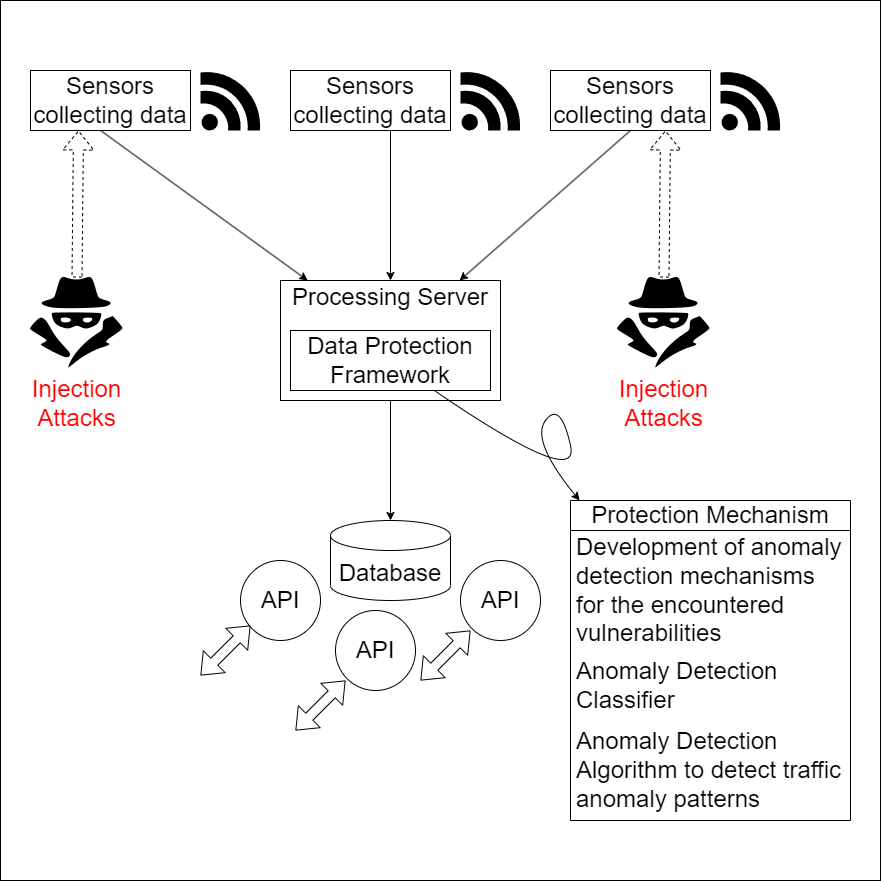 Sensors
collecting data
Sensors
collecting data
Sensors
collecting data
Processing Server
Data Protection
Framework
Injection
Attacks
Injection
Attacks
Database
API
API
API
Protection Mechanism
Development of anomaly
detection mechanisms
for the encountered
vulnerabilities
Anomaly Detection
Classifier
Anomaly Detection
Algorithm to detect traffic
anomaly patterns